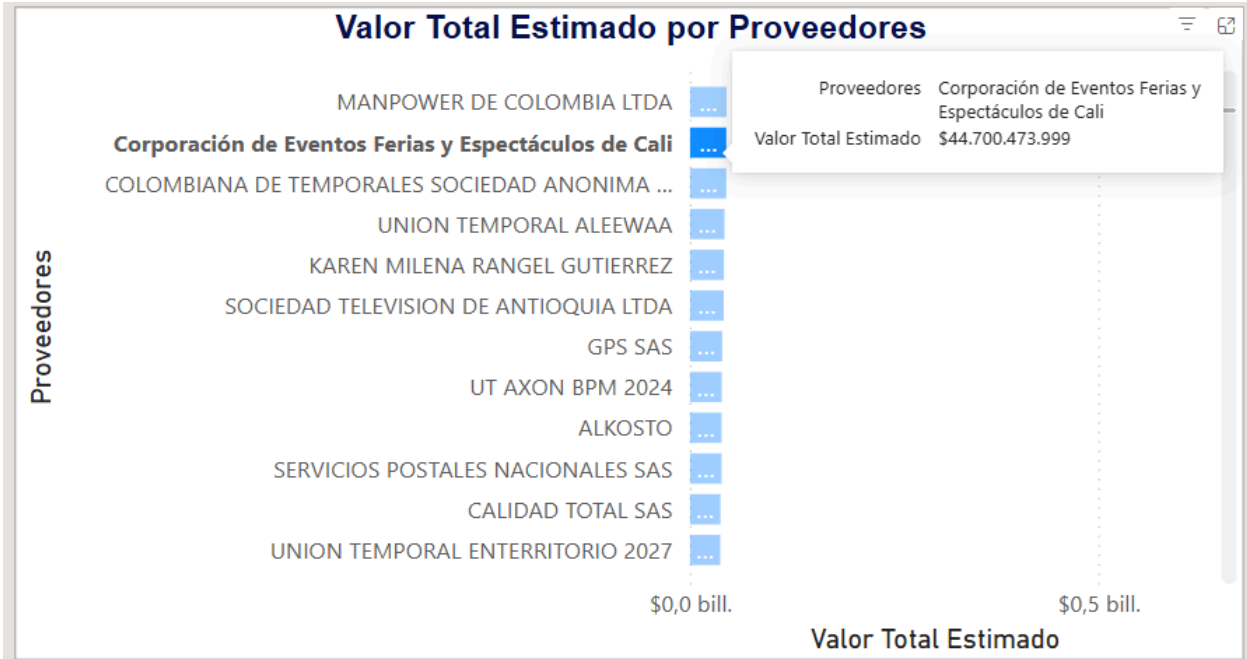 Valor Total Estimado por Proveedores
Proveedores Corporación de Eventos Ferias y
Espectáculos de Cali
Valor Total Estimado $44.700.473.999
MANPOWER DE COLOMBIA LTDA ...
Corporación de Eventos Ferias y Espectáculos de Cali ...
COLOMBIANA DE TEMPORALES SOCIEDAD ANONIMA ... ...
UNION TEMPORAL ALEEWAA ...
KAREN MILENA RANGEL GUTIERREZ ...
SOCIEDAD TELEVISION DE ANTIOQUIA LTDA ...
GPS SAS ...
UT AXON BPM 2024 ...
ALKOSTO ...
SERVICIOS POSTALES NACIONALES SAS ...
CALIDAD TOTAL SAS ...
UNION TEMPORAL ENTERRITORIO 2027 ...
Proveedores
$0,0 bill. $0,5 bill.
Valor Total Estimado